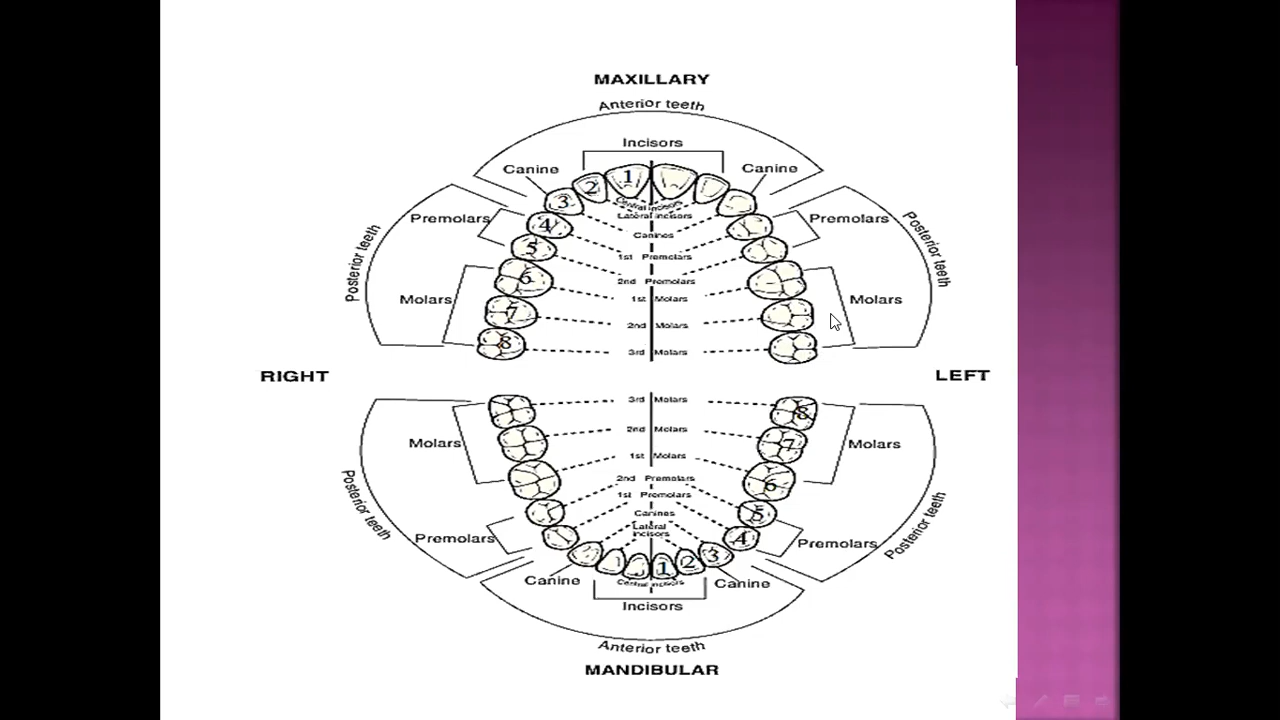 MAXILLARY
Anterior teeth
Incisors
Canine
Canine
1
2
3
Central incisors
Lateral incisors
Premolars
Premolars
4
Canines
Posterior teeth
Posterior teeth
5
1st Premolars
2nd Premolars
6
Molars
1st Molars
Molars
7
2nd Molars
8
3rd Molars
RIGHT
LEFT
3rd Molars
8
2nd Molars
Molars
7
Molars
1st Molars
2nd Premolars
6
1st Premolars
Posterior teeth
Posterior teeth
Canines
5
Lateral
incisors
Premolars
4
Premolars
3
2
1
Central incisors
Canine
Canine
Incisors
Anterior teeth
MANDIBULAR